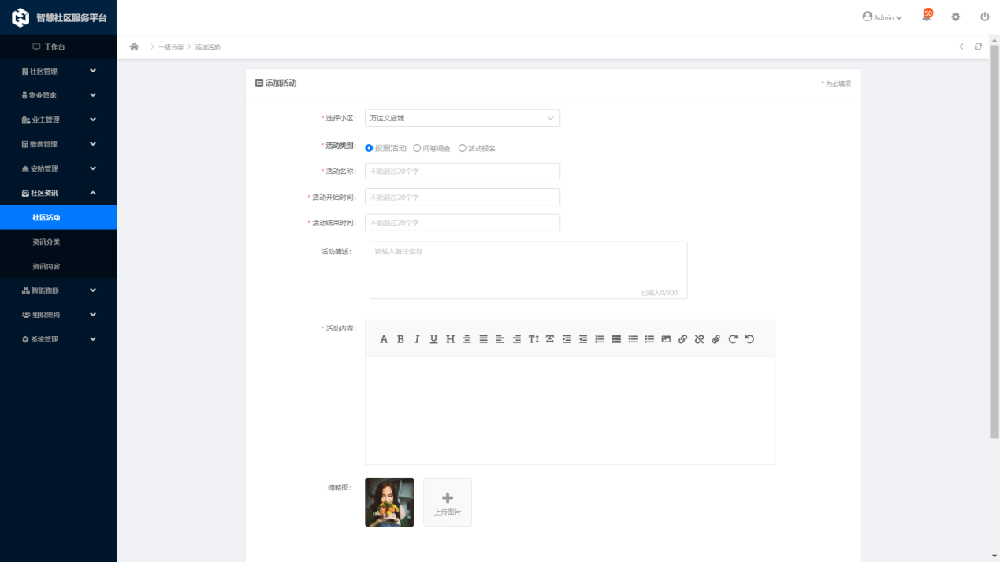 智慧社区服务平台
Admin
50
工作台
一级分类
添加活动
社区管理
物业管家
业主管理
缴费管理
安防管理
社区资讯
社区活动
资讯分类
资讯内容
智能物联
组织架构
系统管理
添加活动
* 为必填项
* 选择小区：
万达文旅城
* 活动类别：
投票活动 问卷调查 活动报名
* 活动名称：
不能超过20个字
* 活动开始时间：
不能超过20个字
* 活动结束时间：
不能超过20个字
活动简述：
请输入备注信息
已输入0/300
* 活动内容：
缩略图：
上传图片